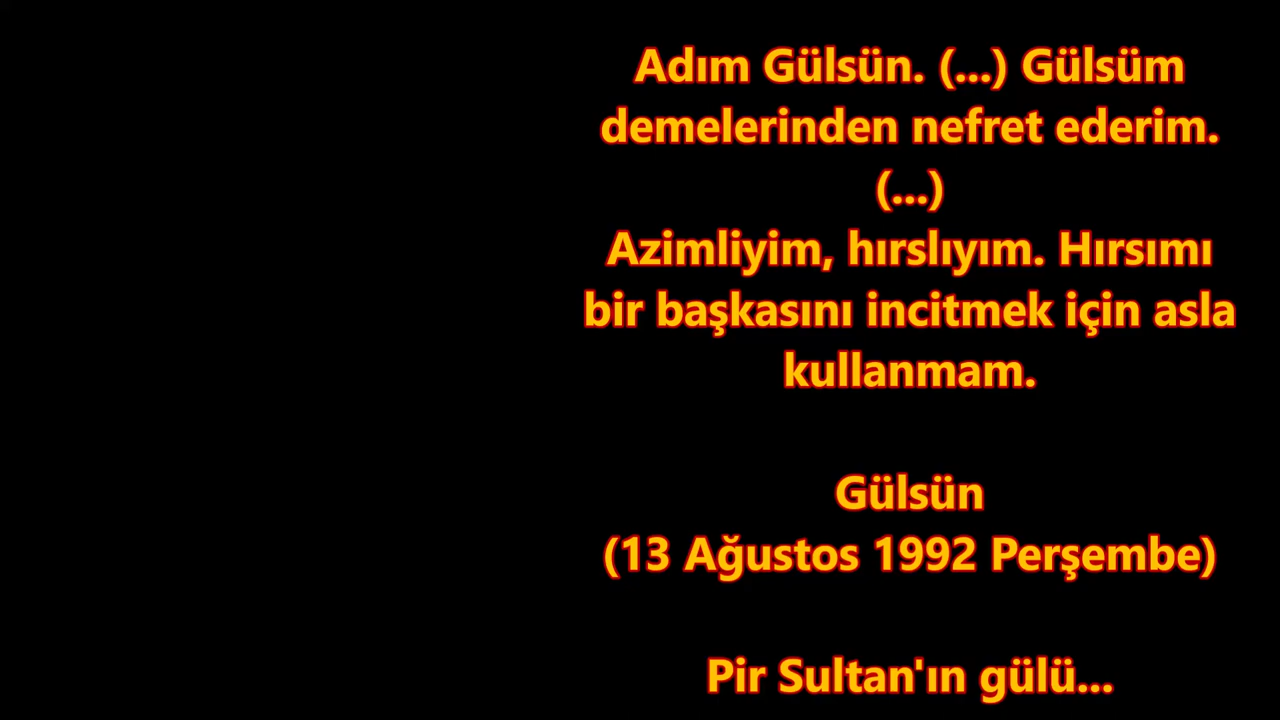 Adım Gülsün. (...) Gülsüm
demelerinden nefret ederim.
(...)
Azimliyim, hırslıyım. Hırsımı
bir başkasını incitmek için asla
kullanmam.
Gülsün
(13 Ağustos 1992 Perşembe)
Pir Sultan'ın gülü...